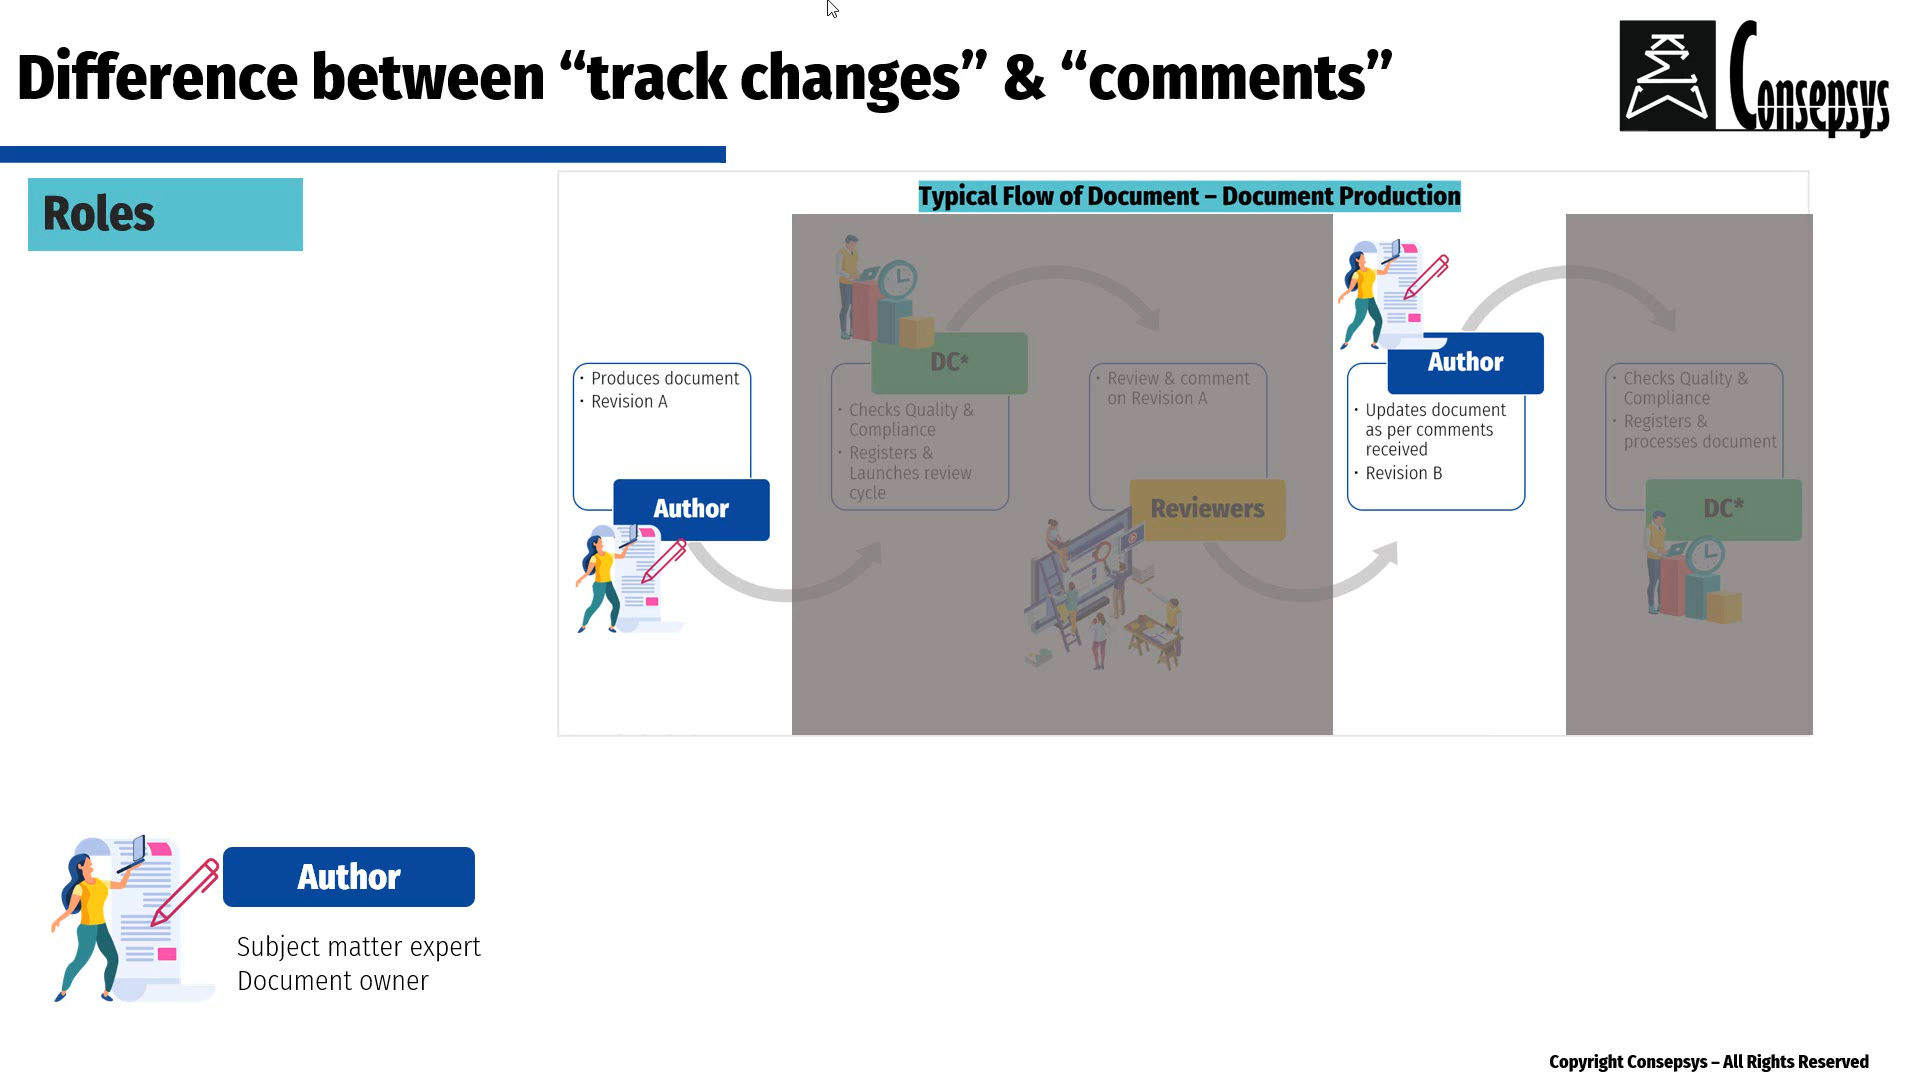 Difference between “track changes” & “comments”
Consepsys
Roles
Typical Flow of Document – Document Production
• Produces document
• Revision A
Author
DC*
• Checks Quality &
Compliance
• Registers &
Launches review
cycle
• Review & comment
on Revision A
Reviewers
Author
• Updates document
as per comments
received
• Revision B
• Checks Quality &
Compliance
• Registers &
processes document
DC*
Author
Subject matter expert
Document owner
Copyright Consepsys – All Rights Reserved